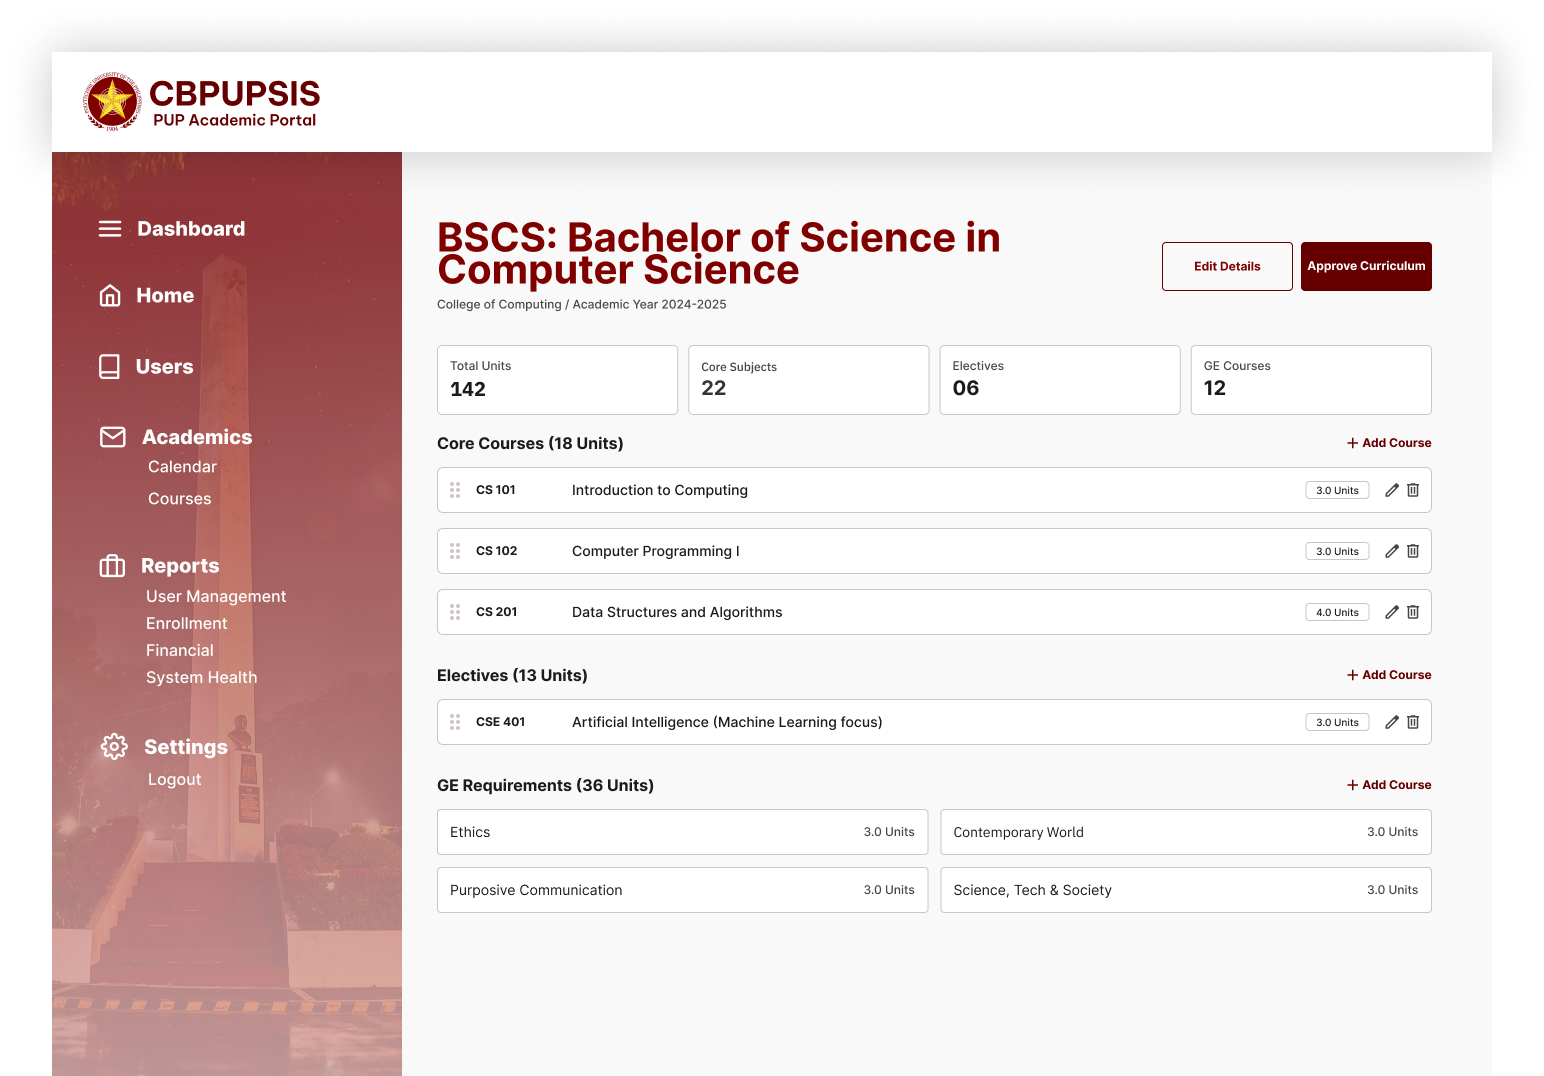 CBPUPSIS
PUP Academic Portal
1904
Dashboard
Home
Users
Academics
Calendar
Courses
Reports
User Management
Enrollment
Financial
System Health
Settings
Logout
BSCS: Bachelor of Science in
Computer Science
College of Computing / Academic Year 2024-2025
Edit Details
Approve Curriculum
Total Units
142
Core Subjects
22
Electives
06
GE Courses
12
Core Courses (18 Units)
+ Add Course
CS 101 Introduction to Computing 3.0 Units
CS 102 Computer Programming I 3.0 Units
CS 201 Data Structures and Algorithms 4.0 Units
Electives (13 Units)
+ Add Course
CSE 401 Artificial Intelligence (Machine Learning focus) 3.0 Units
GE Requirements (36 Units)
+ Add Course
Ethics 3.0 Units
Contemporary World 3.0 Units
Purposive Communication 3.0 Units
Science, Tech & Society 3.0 Units